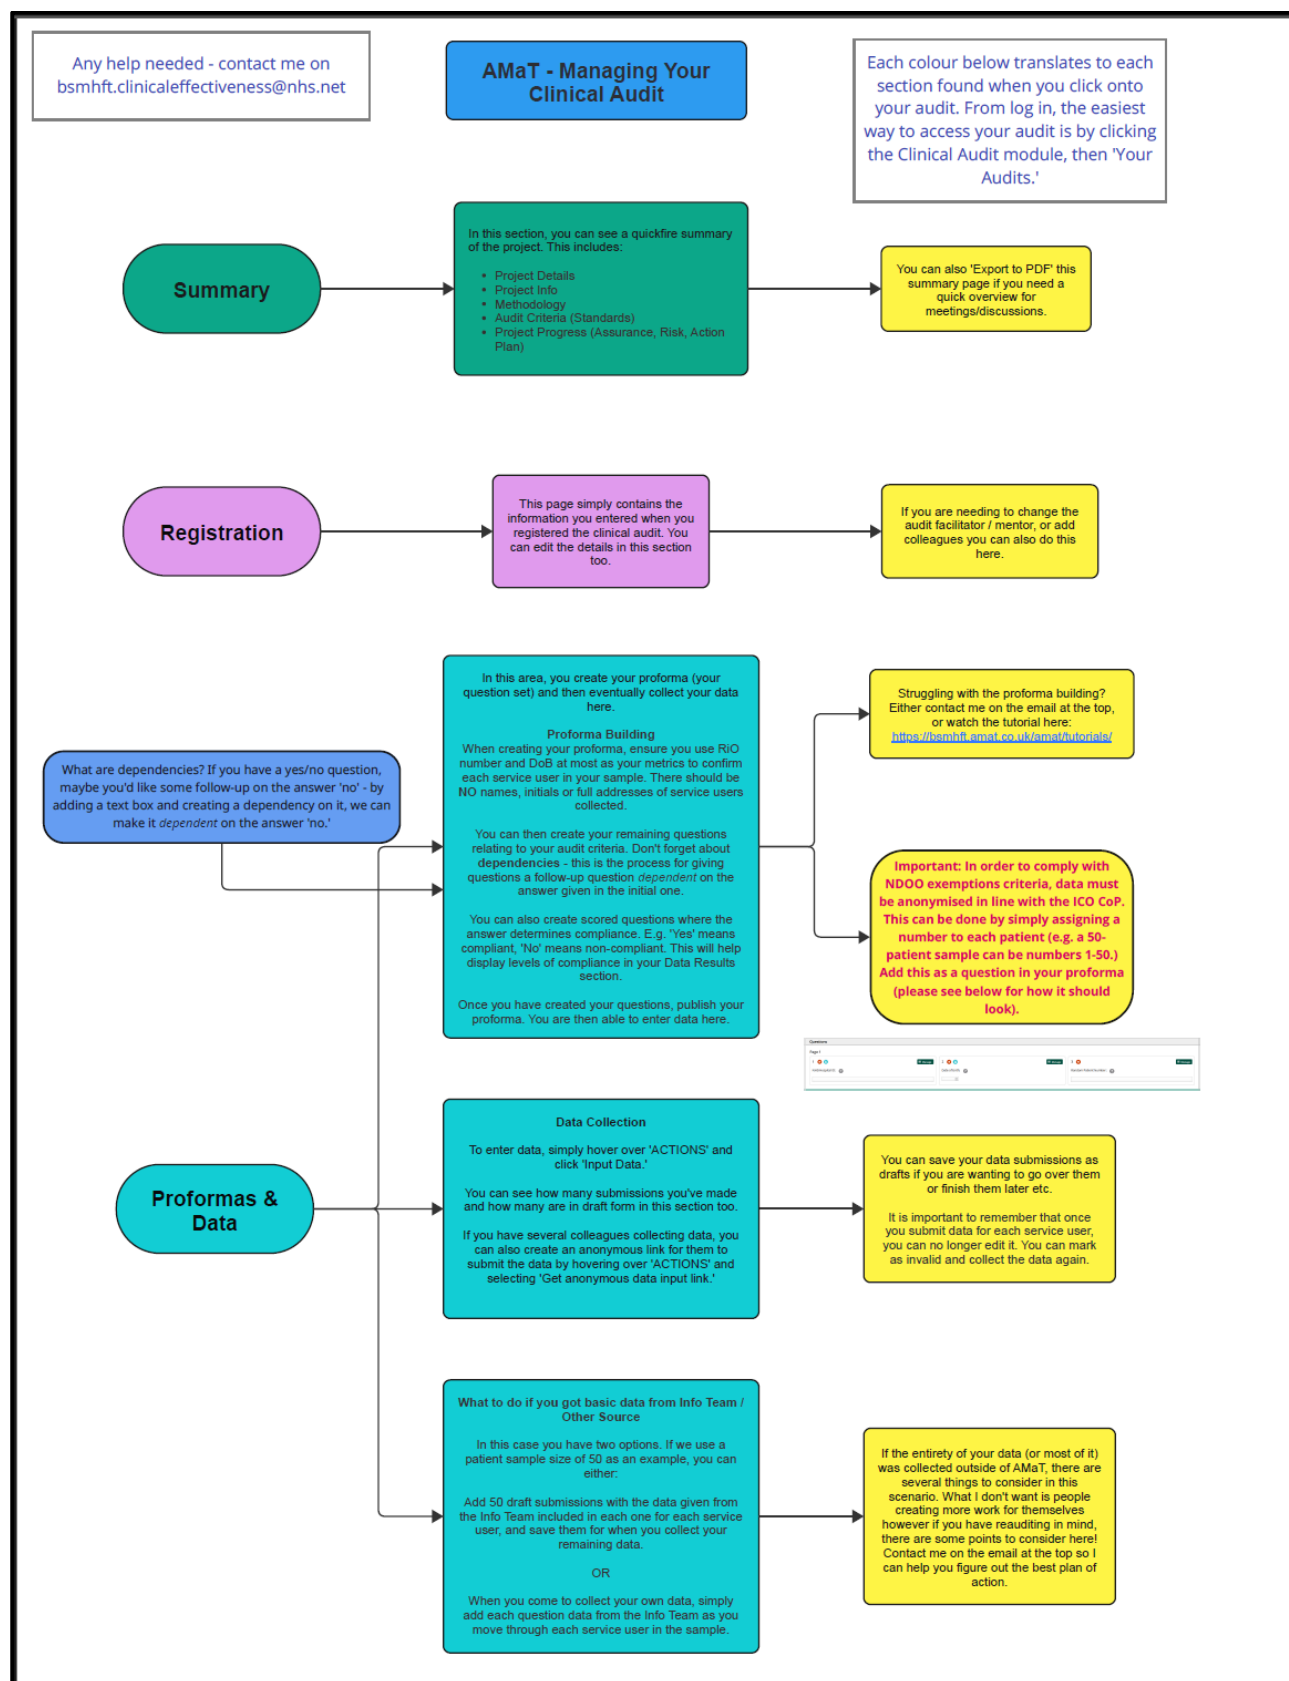 Any help needed - contact me on
bsmhft.clinicaleffectiveness@nhs.net
AMaT - Managing Your
Clinical Audit
Each colour below translates to each
section found when you click onto
your audit. From log in, the easiest
way to access your audit is by clicking
the Clinical Audit module, then 'Your
Audits.'
Summary
In this section, you can see a quickfire summary
of the project. This includes:
• Project Details
• Project Info
• Methodology
• Audit Criteria (Standards)
• Project Progress (Assurance, Risk, Action
Plan)
You can also 'Export to PDF' this
summary page if you need a
quick overview for
meetings/discussions.
Registration
This page simply contains the
information you entered when you
registered the clinical audit. You
can edit the details in this section
too.
If you are needing to change the
audit facilitator / mentor, or add
colleagues you can also do this
here.
What are dependencies? If you have a yes/no question,
maybe you'd like some follow-up on the answer 'no' - by
adding a text box and creating a dependency on it, we can
make it dependent on the answer 'no.'
In this area, you create your proforma (your
question set) and then eventually collect your data
here.
Proforma Building
When creating your proforma, ensure you use RiO
number and DoB at most as your metrics to confirm
each service user in your sample. There should be
NO names, initials or full addresses of service users
collected.
You can then create your remaining questions
relating to your audit criteria. Don't forget about
dependencies - this is the process for giving
questions a follow-up question dependent on the
answer given in the initial one.
You can also create scored questions where the
answer determines compliance. E.g. 'Yes' means
compliant, 'No' means non-compliant. This will help
display levels of compliance in your Data Results
section.
Once you have created your questions, publish your
proforma. You are then able to enter data here.
Struggling with the proforma building?
Either contact me on the email at the top,
or watch the tutorial here:
https://bsmhft.amat.co.uk/amat/tutorials/
Important: In order to comply with
NDOO exemptions criteria, data must
be anonymised in line with the ICO CoP.
This can be done by simply assigning a
number to each patient (e.g. a 50-
patient sample can be numbers 1-50.)
Add this as a question in your proforma
(please see below for how it should
look).
Questions
Page 1
Proformas &
Data
Data Collection
To enter data, simply hover over 'ACTIONS' and
click 'Input Data.'
You can see how many submissions you've made
and how many are in draft form in this section too.
If you have several colleagues collecting data, you
can also create an anonymous link for them to
submit the data by hovering over 'ACTIONS' and
selecting 'Get anonymous data input link.'
You can save your data submissions as
drafts if you are wanting to go over them
or finish them later etc.
It is important to remember that once
you submit data for each service user,
you can no longer edit it. You can mark
as invalid and collect the data again.
What to do if you got basic data from Info Team /
Other Source
In this case you have two options. If we use a
patient sample size of 50 as an example, you can
either:
Add 50 draft submissions with the data given from
the Info Team included in each one for each service
user, and save them for when you collect your
remaining data.
OR
When you come to collect your own data, simply
add each question data from the Info Team as you
move through each service user in the sample.
If the entirety of your data (or most of it)
was collected outside of AMaT, there are
several things to consider in this
scenario. What I don't want is people
creating more work for themselves
however if you have reauditing in mind,
there are some points to consider here!
Contact me on the email at the top so I
can help you figure out the best plan of
action.